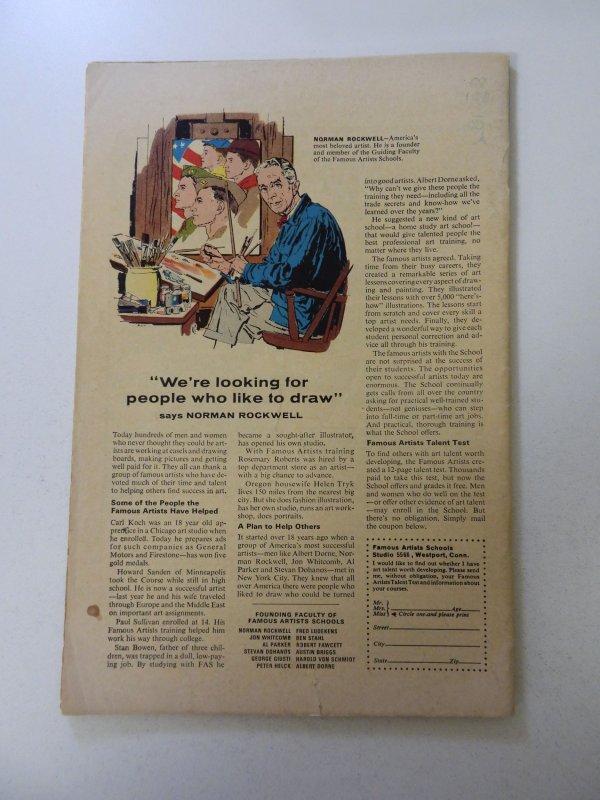 NORMAN ROCKWELL—America's
most beloved artist. He is a founder
and member of the Guiding Faculty
of the Famous Artists Schools.
"We're looking for
people who like to draw"
says NORMAN ROCKWELL
Today hundreds of men and women
who never thought they could be art-
ists are working at easels and drawing
boards, making pictures and getting
well paid for it. They all can thank a
group of famous artists who have de-
voted much of their time and talent
to helping others find success in art.
Some of the People the
Famous Artists Have Helped
Carl Koch was an 18 year old ap-
prentice in a Chicago art studio when
he enrolled. Today he prepares ads
for such companies as General
Motors and Firestone—has won five
gold medals.
Howard Sanden of Minneapolis
took the Course while still in high
school. He is now a successful artist
—last year he and his wife traveled
through Europe and the Middle East
on important art assignments.
Paul Sullivan enrolled at 14. His
Famous Artists training helped him
work his way through college.
Stan Bowen, father of three chil-
dren, was trapped in a dull, low-pay-
ing job. By studying with FAS he
became a sought-after illustrator,
has opened his own studio.
With Famous Artists training
Rosemary Roberts was hired by a
top department store as an artist—
with a big chance to advance.
Oregon housewife Helen Tryk
lives 150 miles from the nearest big
city. But she does fashion illustration,
has her own studio, runs an art work-
shop, does portraits.
A Plan to Help Others
It started over 18 years ago when a
group of America's most successful
artists—men like Albert Dorne, Nor-
man Rockwell, Jon Whitcomb, Al
Parker and Stevan Dohanos—met in
New York City. They knew that all
over America there were people who
liked to draw who could be turned
FOUNDING FACULTY OF
FAMOUS ARTISTS SCHOOLS
NORMAN ROCKWELL FRED LUDEKENS
JON WHITCOMB BEN STAHL
AL PARKER ROBERT FAWCETT
STEVAN DOHANOS AUSTIN BRIGGS
GEORGE GIUSTI HAROLD VON SCHMIDT
PETER HELCK ALBERT DORNE
into good artists. Albert Dorne asked,
"Why can't we give these people the
training they need—including all the
trade secrets and know-how we've
learned over the years?"
He suggested a new kind of art
school—a home study art school—
that would give talented people the
best professional art training, no
matter where they live.
The famous artists agreed. Taking
time from their busy careers, they
created a remarkable series of art
lessons covering every aspect of draw-
ing and painting. They illustrated
their lessons with over 5,000 "here's-
how" illustrations. The lessons start
from scratch and cover every skill a
top artist needs. Finally, they de-
veloped a wonderful way to give each
student personal correction and ad-
vice all through his training.
The famous artists with the School
are not surprised at the success of
their students. The opportunities
open to successful artists today are
enormous. The School continually
gets calls from all over the country
asking for practical well-trained stu-
dents—not geniuses—who can step
into full-time or part-time art jobs.
And practical, thorough training is
what the School offers.
Famous Artists Talent Test
To find others with art talent worth
developing, the Famous Artists cre-
ated a 12-page talent test. Thousands
paid to take this test, but now the
School offers and grades it free. Men
and women who do well on the test
—or offer other evidence of art talent
—may enroll in the School. But
there's no obligation. Simply mail
the coupon below.
Famous Artists Schools
Studio 5565, Westport, Conn.
I would like to find out whether I have
art talent worth developing. Please send
me, without obligation, your Famous
Artists Talent Test and information about
your courses.
Mr.
Mrs. Age
Miss Circle one and please print
Street
City
State Zip